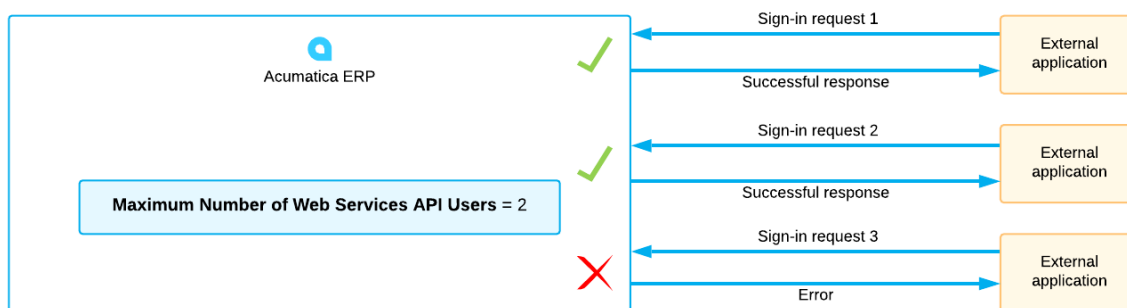 Sign-in request 1
Acumatica ERP
External
application
Successful response
Sign-in request 2
External
application
Successful response
Maximum Number of Web Services API Users = 2
Sign-in request 3
External
application
Error